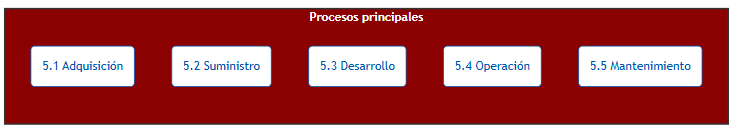 Procesos principales
5.1 Adquisición
5.2 Suministro
5.3 Desarrollo
5.4 Operación
5.5 Mantenimiento